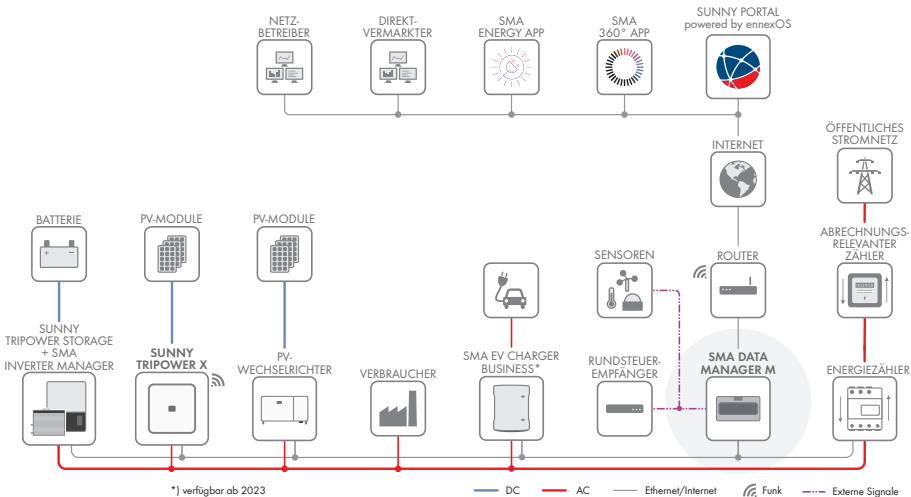 NETZ-
BETREIBER
DIREKT-
VERMARKTER
SMA
ENERGY APP
SMA
360° APP
SUNNY PORTAL
powered by ennexOS
INTERNET
ÖFFENTLICHES
STROMNETZ
BATTERIE
PV-MODULE
PV-MODULE
SENSOREN
ROUTER
ABRECHNUNGS-
RELEVANTER
ZÄHLER
SUNNY
TRIPOWER STORAGE
+ SMA
INVERTER MANAGER
SUNNY
TRIPOWER X
PV-
WECHSELRICHTER
VERBRAUCHER
SMA EV CHARGER
BUSINESS*
RUNDSTEUER-
EMPFÄNGER
SMA DATA
MANAGER M
ENERGIEZÄHLER
*) verfügbar ab 2023
DC
AC
Ethernet/Internet
Funk
Externe Signale